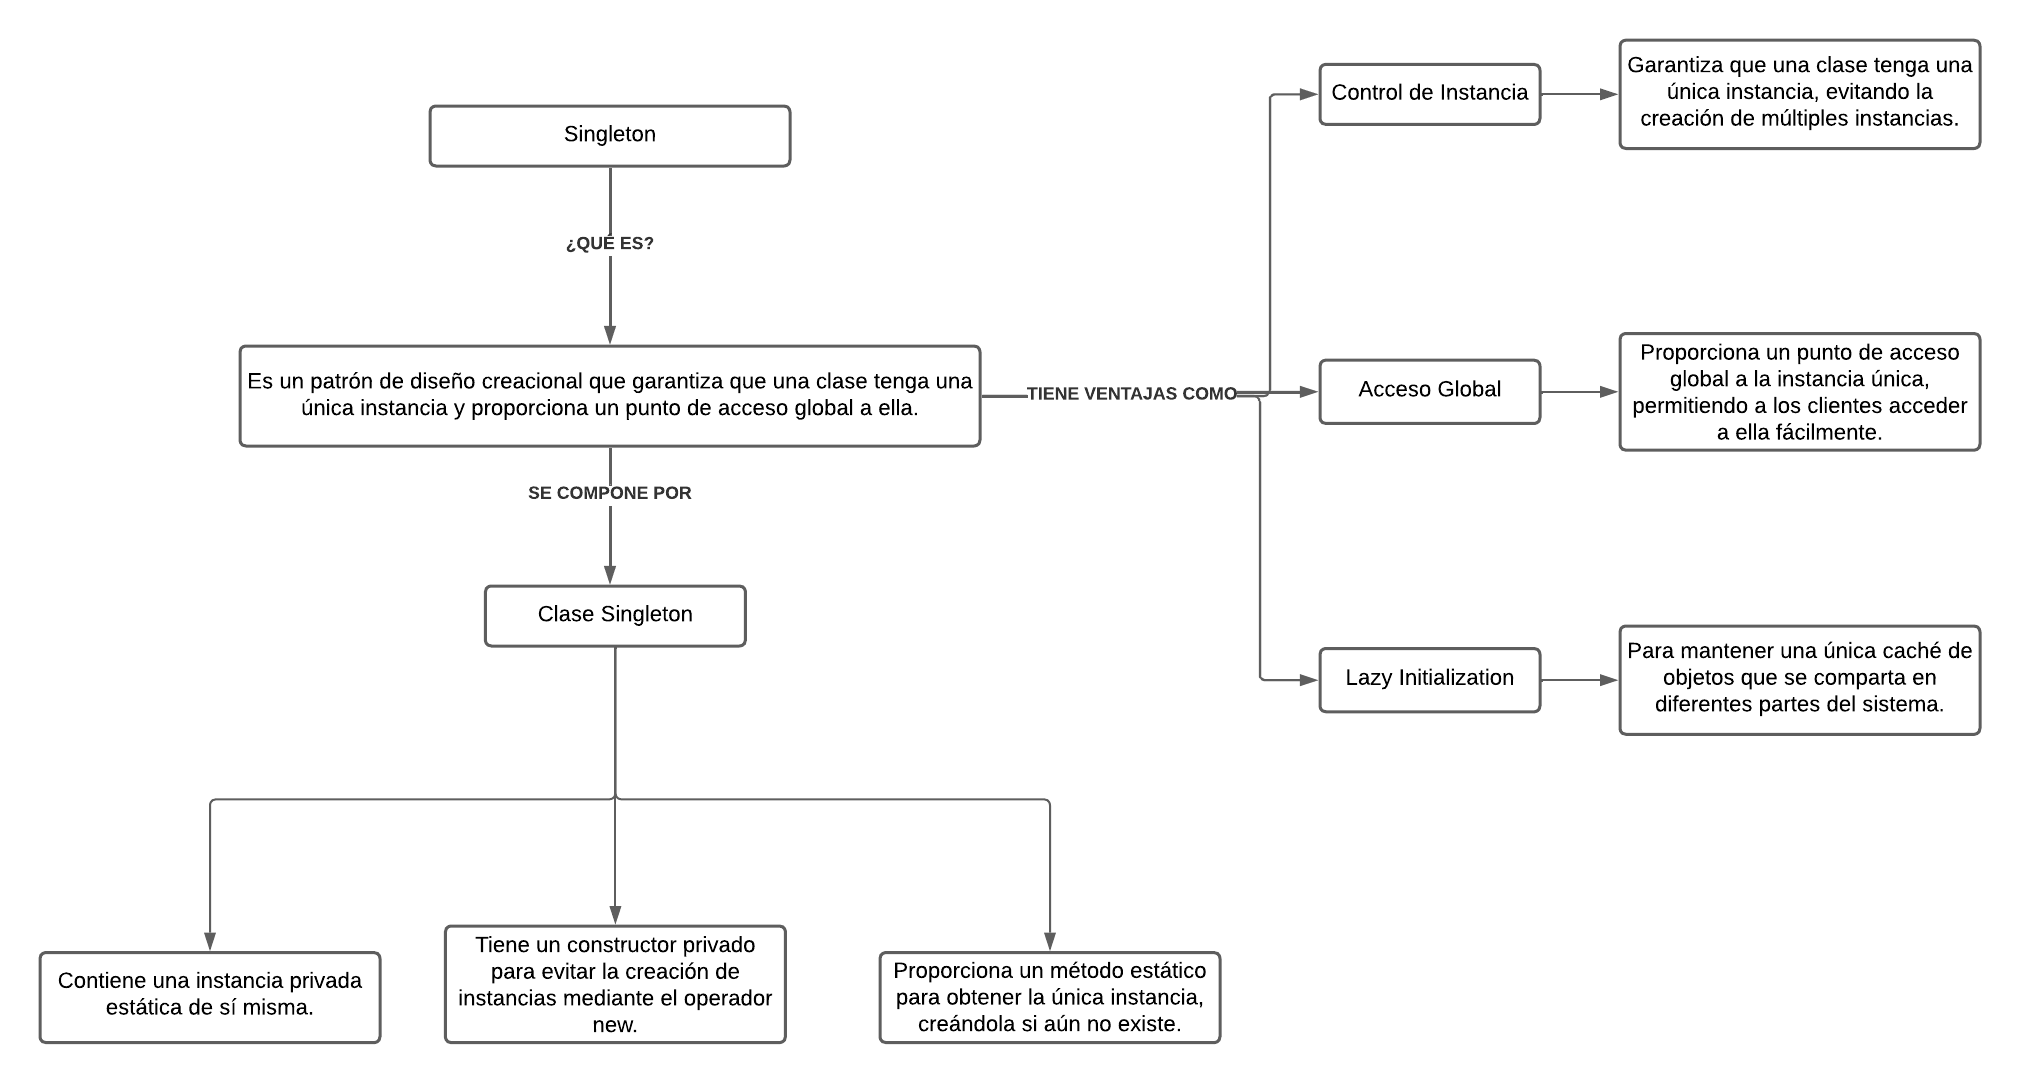 Singleton
¿QUÉ ES?
Es un patrón de diseño creacional que garantiza que una clase tenga una
única instancia y proporciona un punto de acceso global a ella.
TIENE VENTAJAS COMO
Control de Instancia
Garantiza que una clase tenga una
única instancia, evitando la
creación de múltiples instancias.
Acceso Global
Proporciona un punto de acceso
global a la instancia única,
permitiendo a los clientes acceder
a ella fácilmente.
Lazy Initialization
Para mantener una única caché de
objetos que se comparta en
diferentes partes del sistema.
SE COMPONE POR
Clase Singleton
Contiene una instancia privada
estática de sí misma.
Tiene un constructor privado
para evitar la creación de
instancias mediante el operador
new.
Proporciona un método estático
para obtener la única instancia,
creándola si aún no existe.